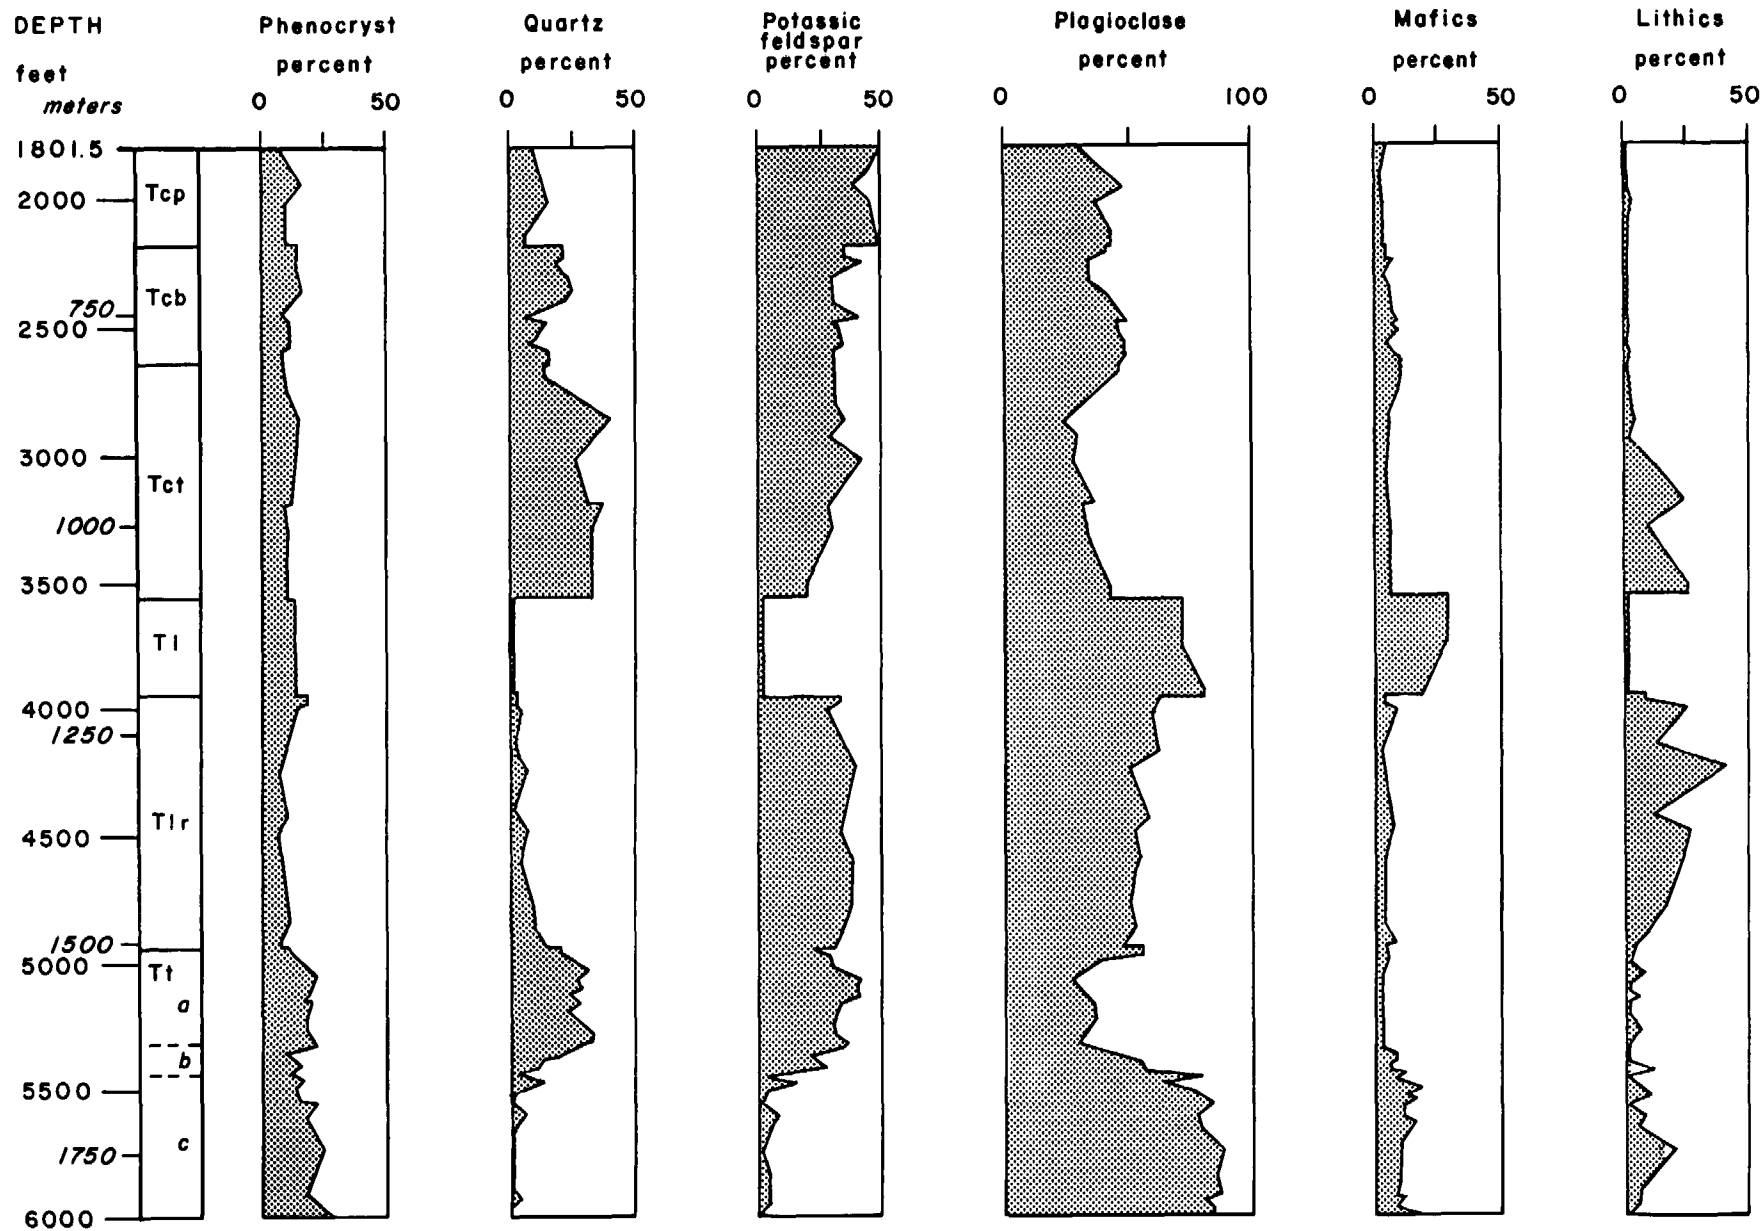 DEPTH
feet
meters
Phenocryst
percent
0 50
Quartz
percent
0 50
Potassic
feldspar
percent
0 50
Plagioclase
percent
0 100
Mafics
percent
0 50
Lithics
percent
0 50
1801.5
2000
750
2500
3000
1000
3500
4000
1250
4500
1500
5000
5500
1750
6000
Tcp
Tcb
Tct
Tl
Tlr
Tt
a
b
c